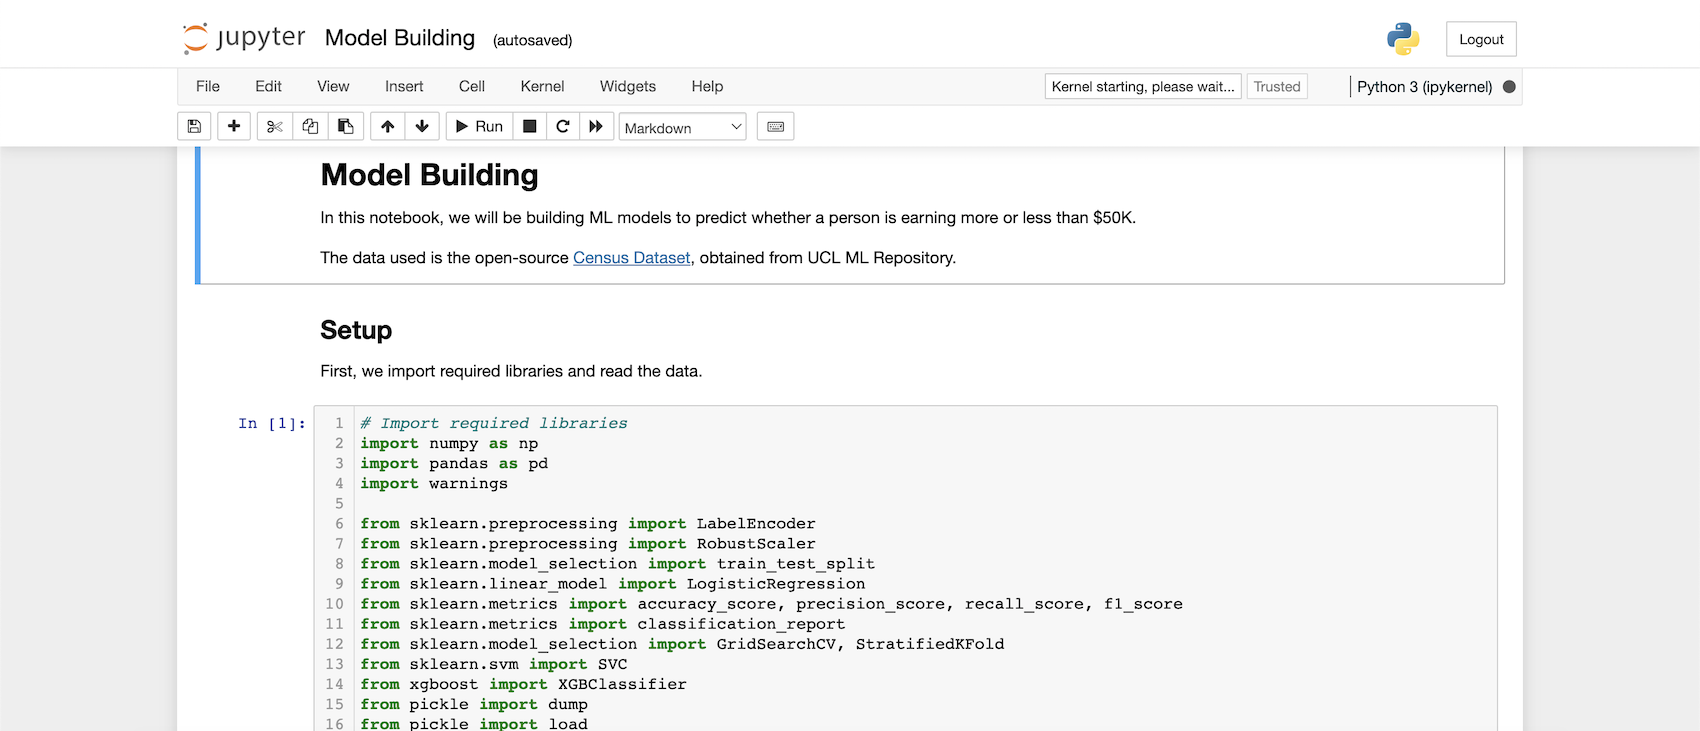 jupyter Model Building (autosaved) Logout
File Edit View Insert Cell Kernel Widgets Help Kernel starting, please wait... Trusted Python 3 (ipykernel)
Run Markdown
Model Building
In this notebook, we will be building ML models to predict whether a person is earning more or less than $50K.
The data used is the open-source Census Dataset, obtained from UCL ML Repository.
Setup
First, we import required libraries and read the data.
In [1]: 1 # Import required libraries
2 import numpy as np
3 import pandas as pd
4 import warnings
5
6 from sklearn.preprocessing import LabelEncoder
7 from sklearn.preprocessing import RobustScaler
8 from sklearn.model_selection import train_test_split
9 from sklearn.linear_model import LogisticRegression
10 from sklearn.metrics import accuracy_score, precision_score, recall_score, f1_score
11 from sklearn.metrics import classification_report
12 from sklearn.model_selection import GridSearchCV, StratifiedKFold
13 from sklearn.svm import SVC
14 from xgboost import XGBClassifier
15 from pickle import dump
16 from pickle import load